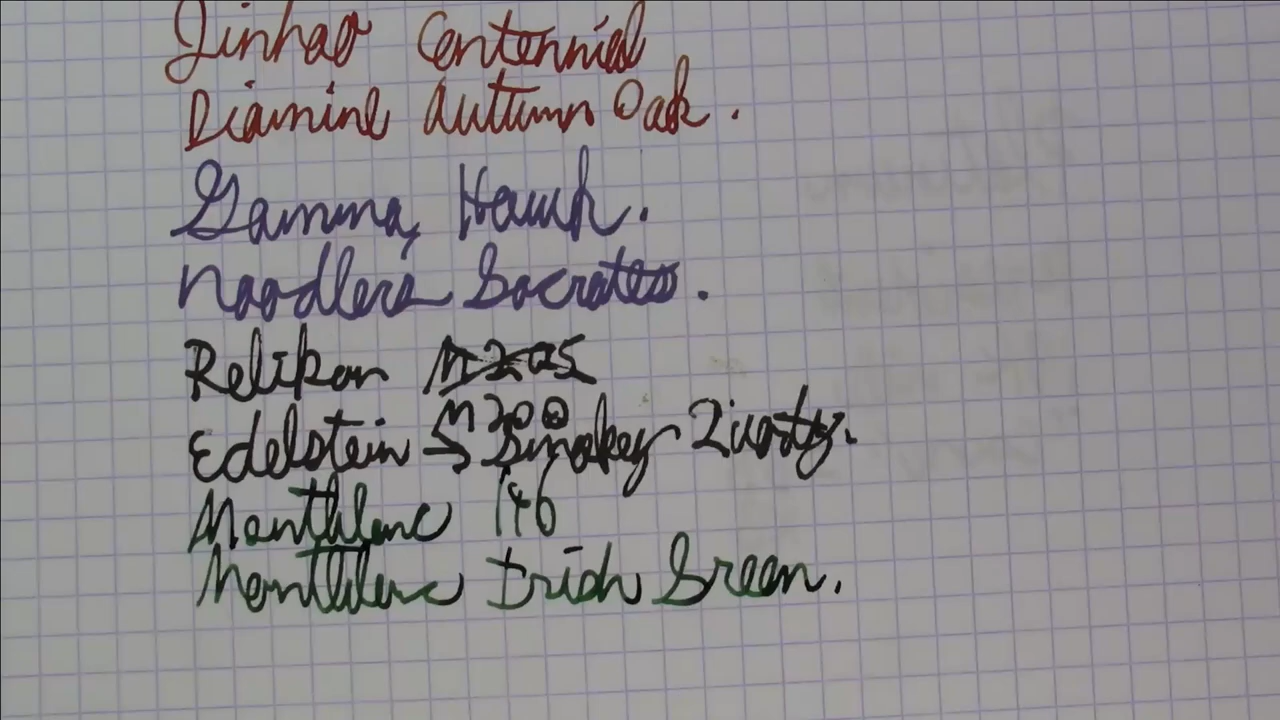 Jinhao Centennial
Diamine Autumn Oak.
Gamma, Hawk.
Noodlers Socrates.
Pelikan M205
M200
Edelstein → Smokey Quartz.
Montblanc 146
Montblanc Irish Green.